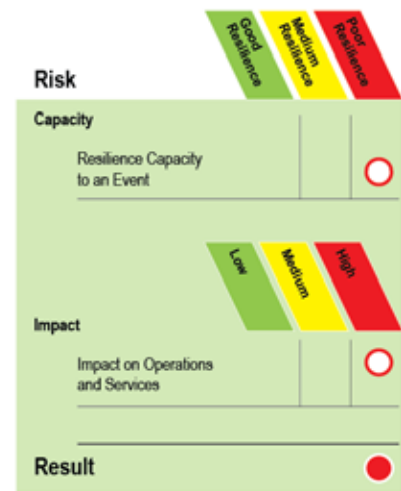 Good
Resilience
Medium
Resilience
Poor
Resilience
Risk
Capacity
Resilience Capacity
to an Event
Low
Medium
High
Impact
Impact on Operations
and Services
Result